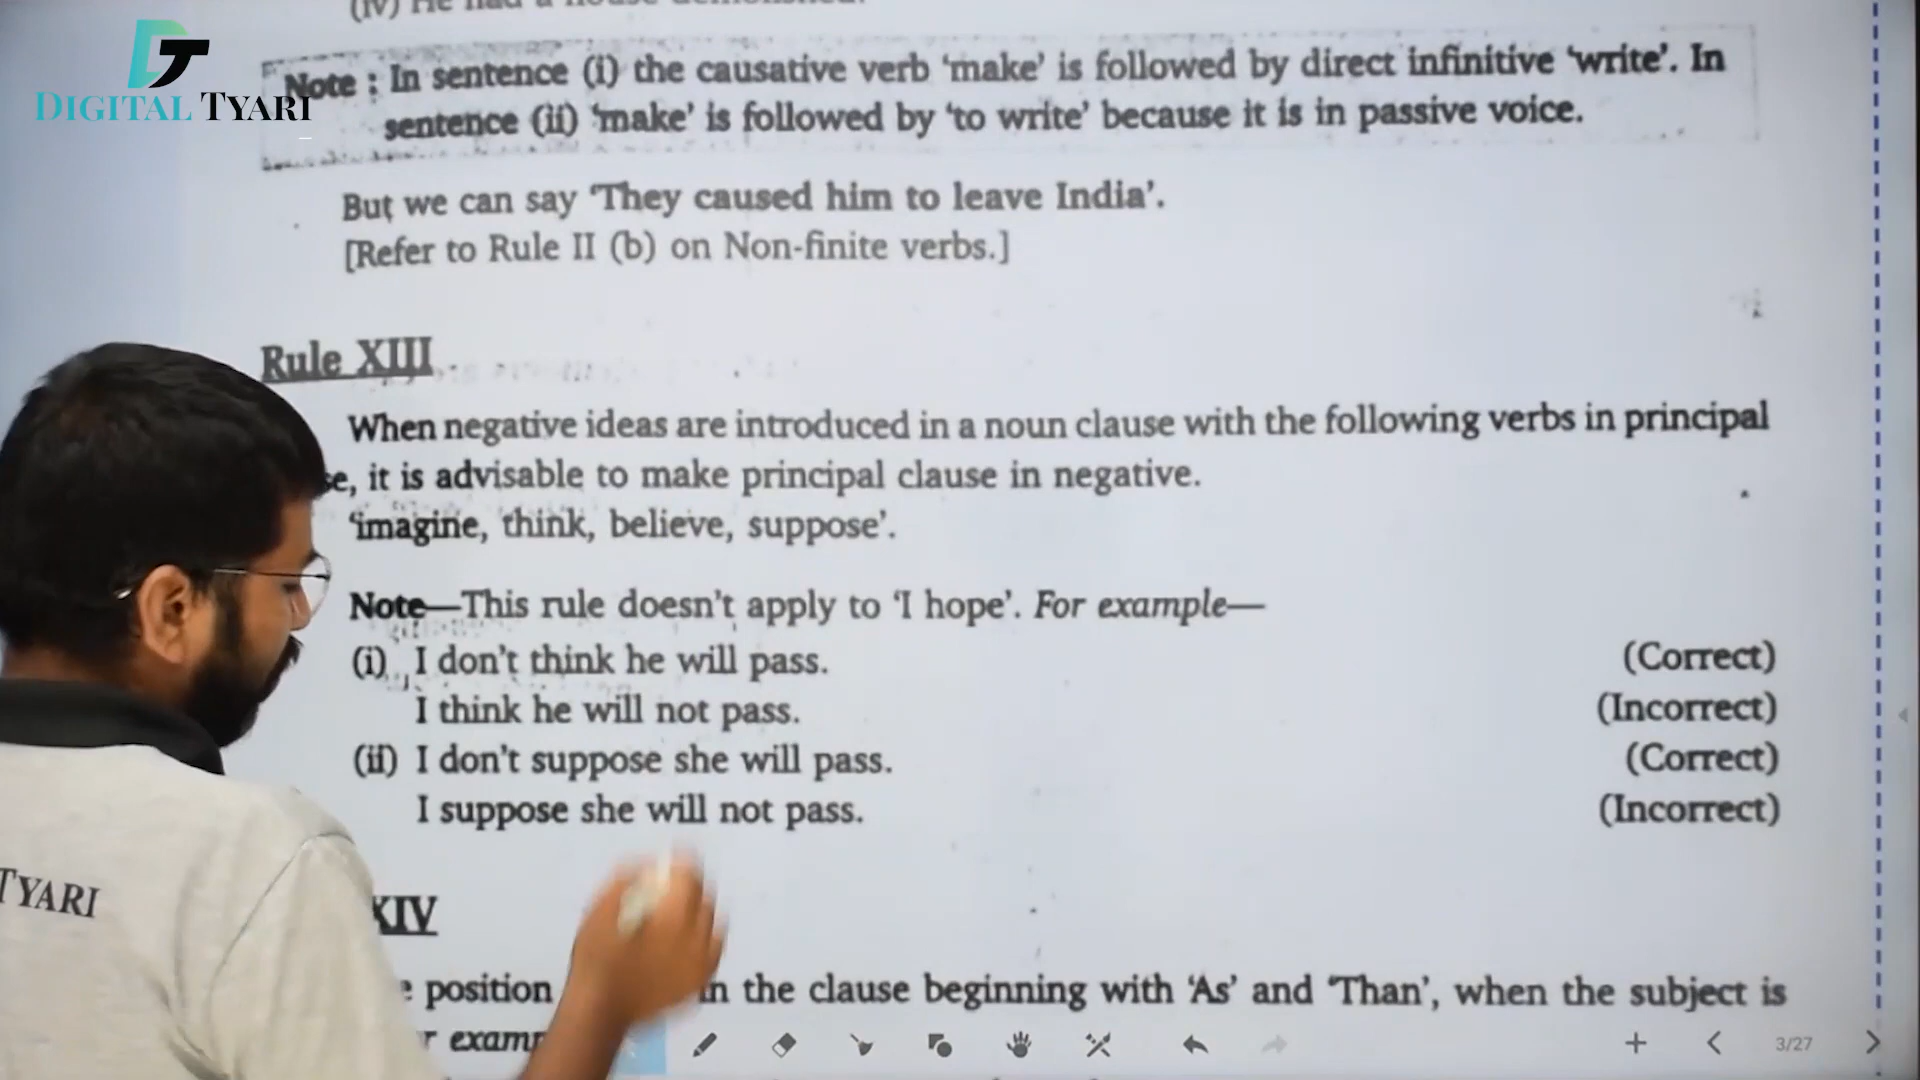 (iv) He had a house demolished.
DIGITAL TYARI
Note : In sentence (i) the causative verb ‘make’ is followed by direct infinitive ‘write’. In
sentence (ii) ‘make’ is followed by ‘to write’ because it is in passive voice.
But we can say ‘They caused him to leave India’.
[Refer to Rule II (b) on Non-finite verbs.]
Rule XIII
When negative ideas are introduced in a noun clause with the following verbs in principal
it is advisable to make principal clause in negative.
‘imagine, think, believe, suppose’.
Note—This rule doesn’t apply to ‘I hope’. For example—
(i) I don’t think he will pass. (Correct)
I think he will not pass. (Incorrect)
(ii) I don’t suppose she will pass. (Correct)
I suppose she will not pass. (Incorrect)
TYARI
XIV
position in the clause beginning with ‘As’ and ‘Than’, when the subject is
3/27